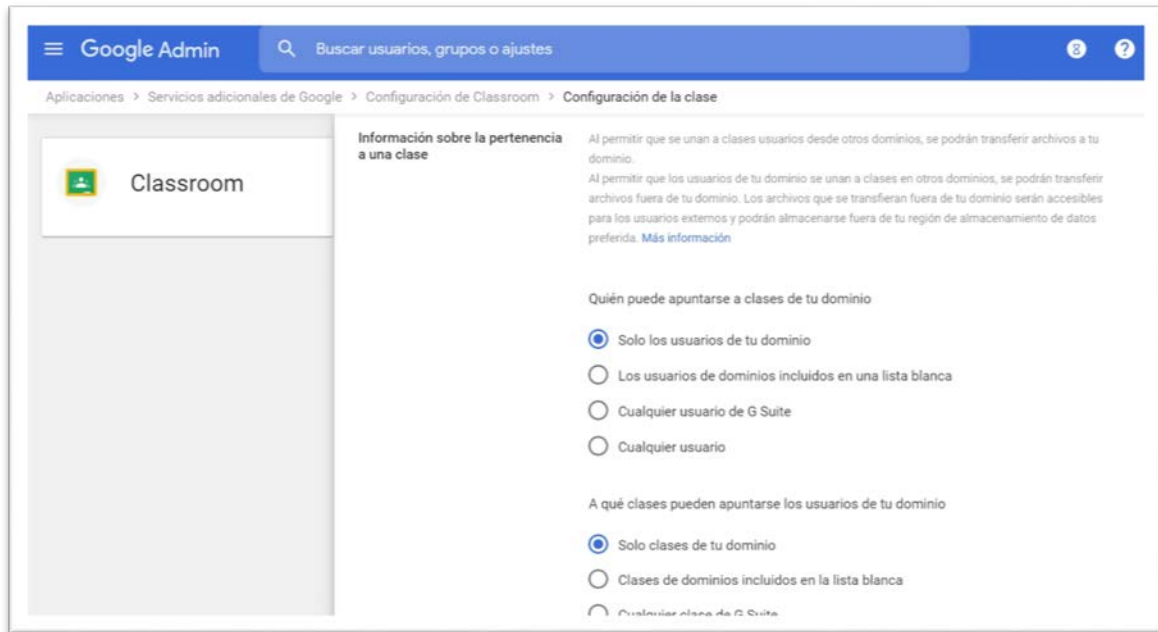 Google Admin
Buscar usuarios, grupos o ajustes
Aplicaciones > Servicios adicionales de Google > Configuración de Classroom > Configuración de la clase
Classroom
Información sobre la pertenencia
a una clase
Al permitir que se unan a clases usuarios desde otros dominios, se podrán transferir archivos a tu
dominio.
Al permitir que los usuarios de tu dominio se unan a clases en otros dominios, se podrán transferir
archivos fuera de tu dominio. Los archivos que se transfieran fuera de tu dominio serán accesibles
para los usuarios externos y podrán almacenarse fuera de tu región de almacenamiento de datos
preferida. Más información
Quién puede apuntarse a clases de tu dominio
Solo los usuarios de tu dominio
Los usuarios de dominios incluidos en una lista blanca
Cualquier usuario de G Suite
Cualquier usuario
A qué clases pueden apuntarse los usuarios de tu dominio
Solo clases de tu dominio
Clases de dominios incluidos en la lista blanca
Cualquier clase de G Suite